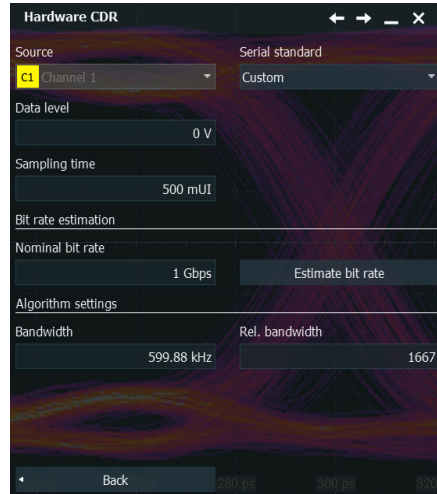 Hardware CDR
Source
Serial standard
C1 Channel 1
Custom
Data level
0 V
Sampling time
500 mUI
Bit rate estimation
Nominal bit rate
1 Gbps
Estimate bit rate
Algorithm settings
Bandwidth
Rel. bandwidth
599.88 kHz
1667
Back
280 ps
300 ps
320